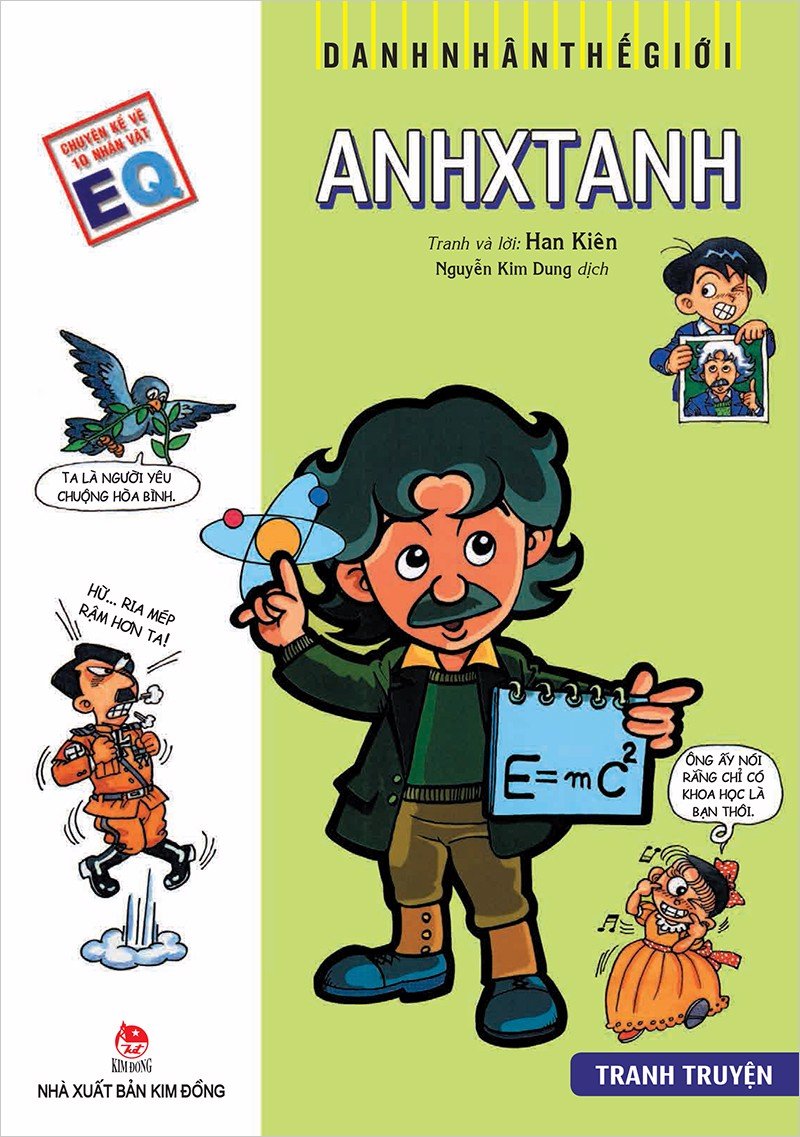 DANH NHÂN THẾ GIỚI
CHUYỆN KỂ VỀ
10 NHÂN VẬT
EQ
ANHXTANH
Tranh và lời: Han Kiên
Nguyễn Kim Dung dịch
TA LÀ NGƯỜI YÊU
CHUỘNG HÒA BÌNH.
HỪ... RIA MÉP
RẬM HƠN TA!
E=mc²
ÔNG ẤY NÓI
RẰNG CHỈ CÓ
KHOA HỌC LÀ
BẠN THÔI.
KIM ĐỒNG
NHÀ XUẤT BẢN KIM ĐỒNG
TRANH TRUYỆN